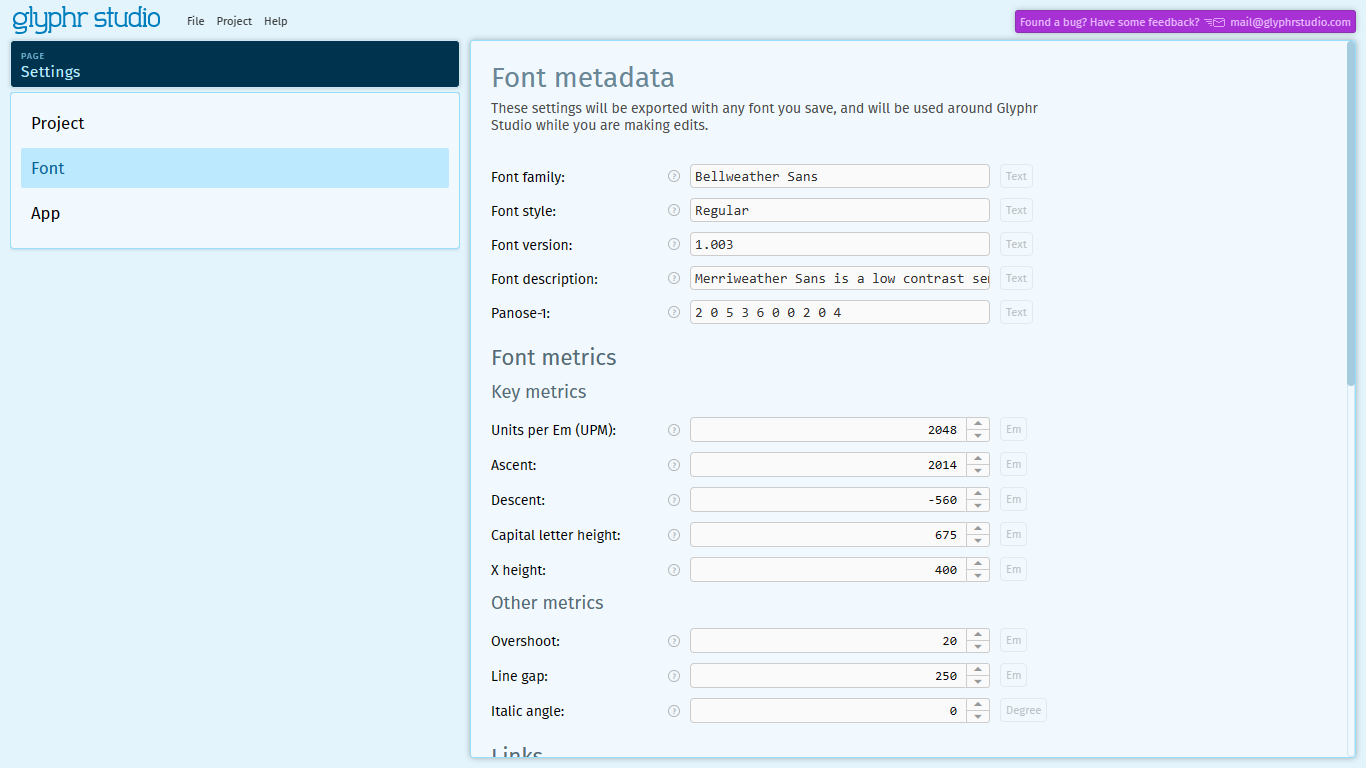 glyphr studio
File Project Help
Found a bug? Have some feedback? mail@glyphrstudio.com
PAGE
Settings
Project
Font
App
Font metadata
These settings will be exported with any font you save, and will be used around Glyphr
Studio while you are making edits.
Font family: ? Bellweather Sans Text
Font style: ? Regular Text
Font version: ? 1.003 Text
Font description: ? Merriweather Sans is a low contrast se Text
Panose-1: ? 2 0 5 3 6 0 0 2 0 4 Text
Font metrics
Key metrics
Units per Em (UPM): ? 2048 Em
Ascent: ? 2014 Em
Descent: ? -560 Em
Capital letter height: ? 675 Em
X height: ? 400 Em
Other metrics
Overshoot: ? 20 Em
Line gap: ? 250 Em
Italic angle: ? 0 Degree
Links